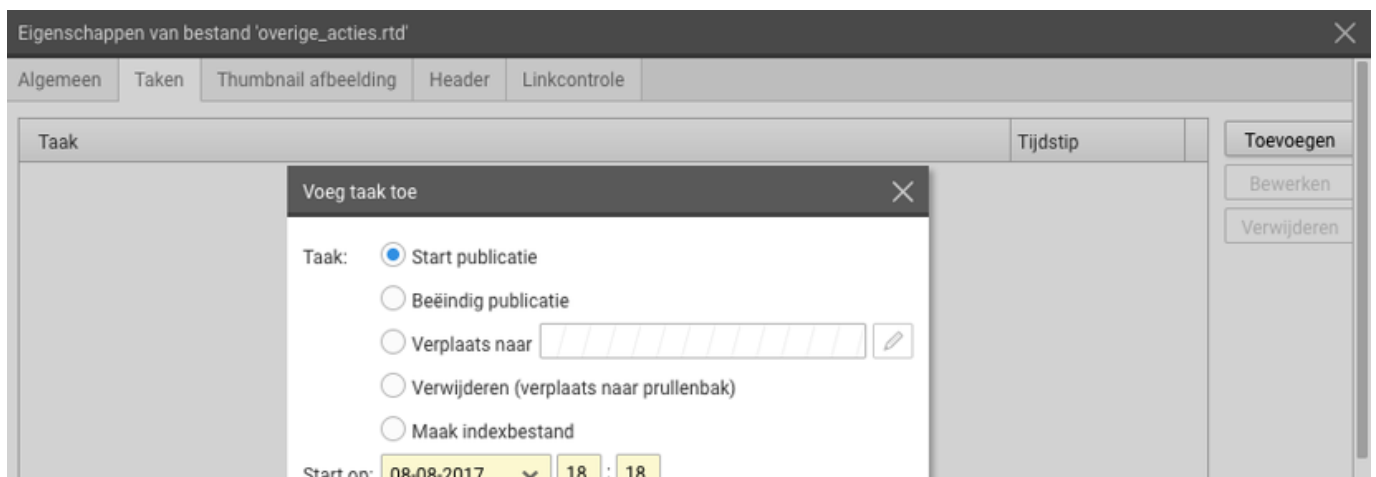 Eigenschappen van bestand 'overige_acties.rtd'
Algemeen Taken Thumbnail afbeelding Header Linkcontrole
Taak Tijdstip Toevoegen
Bewerken
Verwijderen
Voeg taak toe
Taak: Start publicatie
Beëindig publicatie
Verplaats naar
Verwijderen (verplaats naar prullenbak)
Maak indexbestand
Start op: 08-08-2017 18 : 18